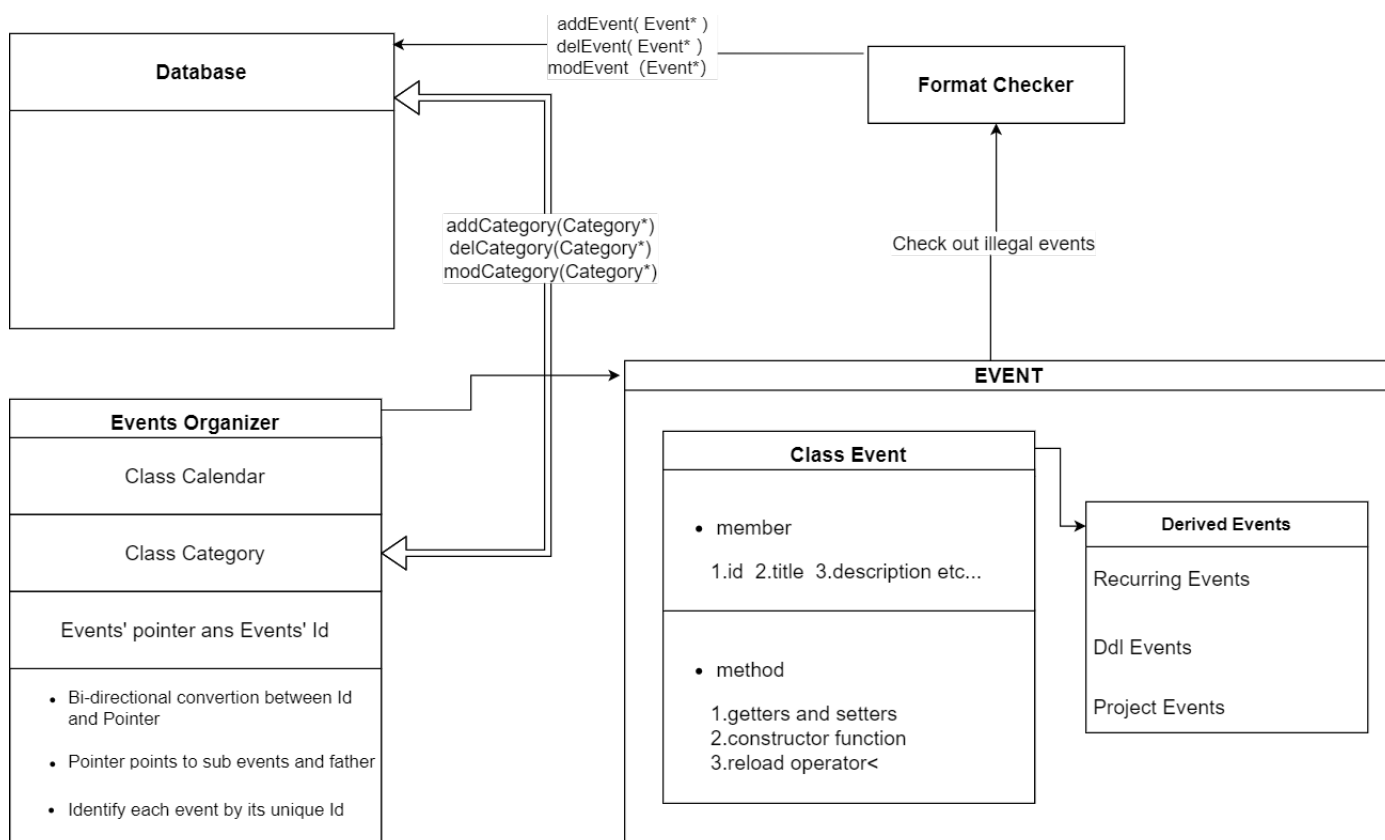 addEvent( Event* )
delEvent( Event* )
modEvent (Event*)
Database
Format Checker
addCategory(Category*)
delCategory(Category*)
modCategory(Category*)
Check out illegal events
EVENT
Events Organizer
Class Calendar
Class Category
Events' pointer ans Events' Id
• Bi-directional convertion between Id
and Pointer
• Pointer points to sub events and father
• Identify each event by its unique Id
Class Event
• member
1.id 2.title 3.description etc...
• method
1.getters and setters
2.constructor function
3.reload operator<
Derived Events
Recurring Events
Ddl Events
Project Events